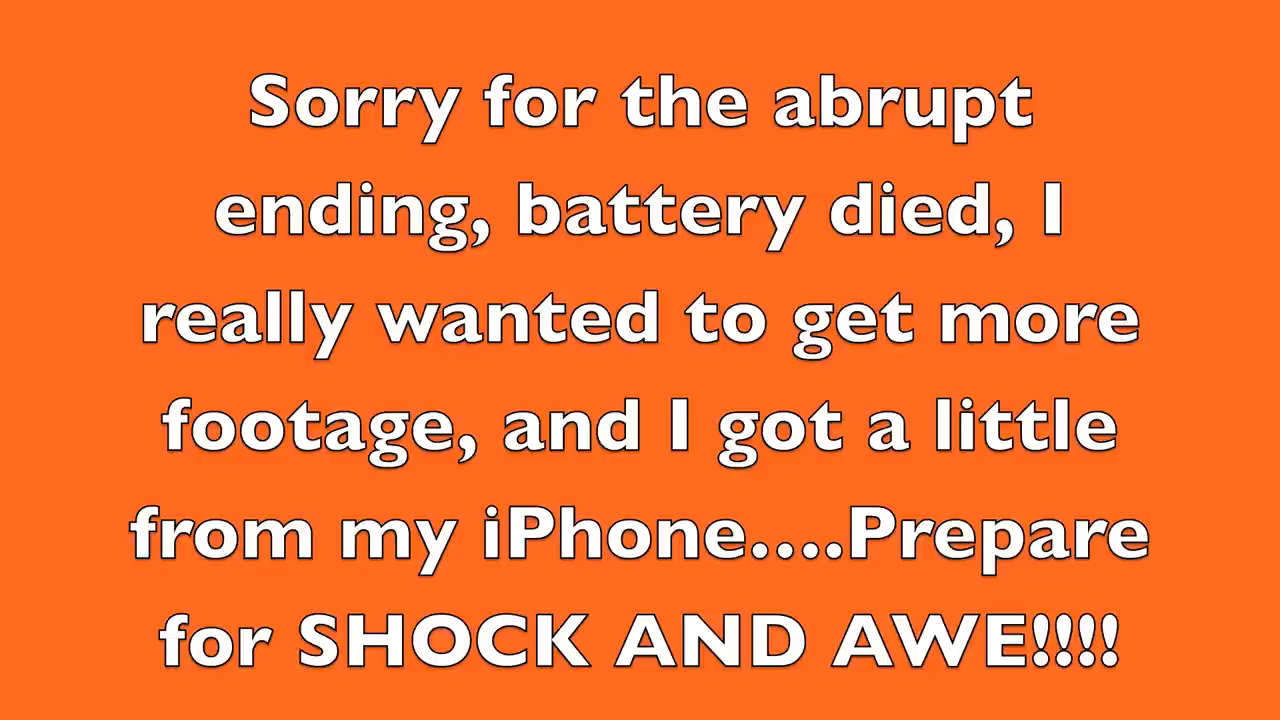 Sorry for the abrupt
ending, battery died, I
really wanted to get more
footage, and I got a little
from my iPhone....Prepare
for SHOCK AND AWE!!!!